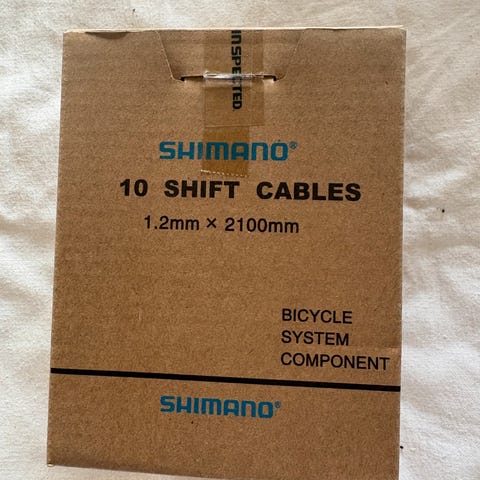 INSPECTED.
SHIMANO®
10 SHIFT CABLES
1.2mm × 2100mm
BICYCLE
SYSTEM
COMPONENT
SHIMANO®